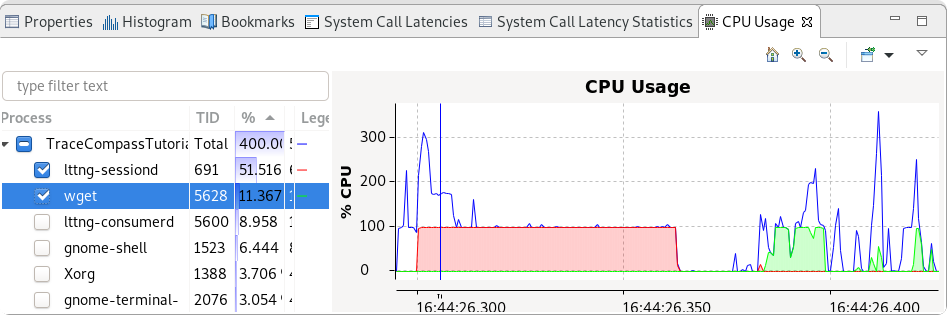 Properties Histogram Bookmarks System Call Latencies System Call Latency Statistics CPU Usage
type filter text
Process TID % Lege
TraceCompassTutoria Total 400.00
lttng-sessiond 691 51.516
wget 5628 11.367
lttng-consumerd 5600 8.958
gnome-shell 1523 6.444
Xorg 1388 3.706
gnome-terminal- 2076 3.054
CPU Usage
% CPU
300
200
100
0
16:44:26.300 16:44:26.350 16:44:26.400